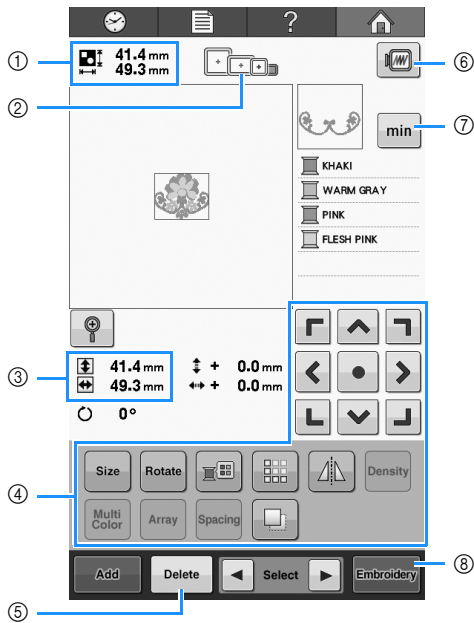 ?
① 41.4 mm
49.3 mm
②
⑥
⑦ min
KHAKI
WARM GRAY
PINK
FLESH PINK
③ 41.4 mm + 0.0 mm
49.3 mm + 0.0 mm
0°
④ Size Rotate Density
Multi Color Array Spacing
Add Delete Select Embroidery ⑧
⑤